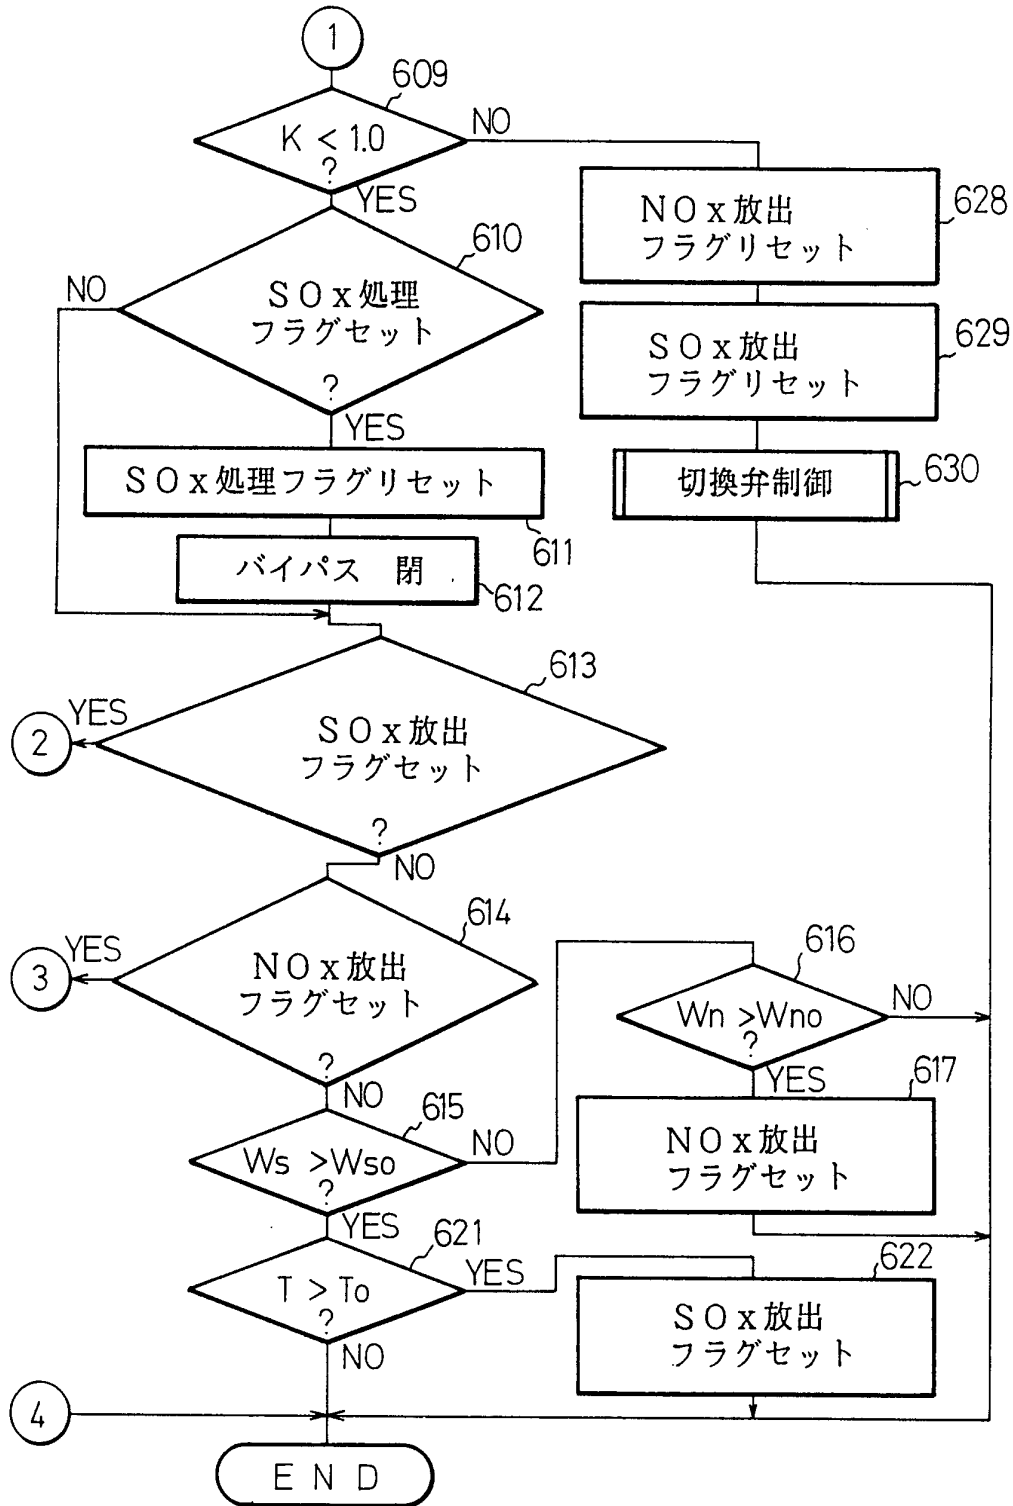 1
609
K < 1.0
?
NO
YES
628
NOx放出
フラグリセット
610
NO
SOx処理
フラグセット
?
YES
629
SOx放出
フラグリセット
SOx処理フラグリセット
611
切換弁制御
630
バイパス 閉
612
613
YES
2
SOx放出
フラグセット
?
NO
614
YES
3
NOx放出
フラグセット
?
NO
616
Wn >Wno
?
NO
YES
615
Ws >Wso
?
NO
YES
617
NOx放出
フラグセット
621
T > To
?
YES
NO
622
SOx放出
フラグセット
4
END